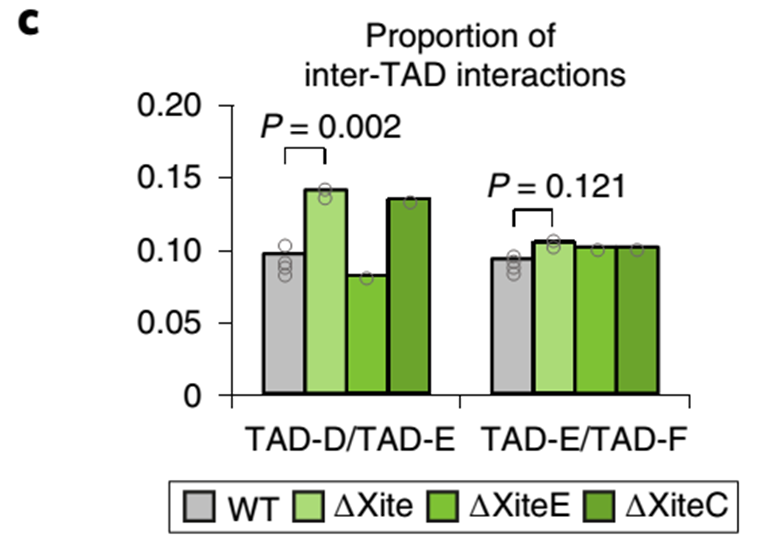 c
Proportion of
inter-TAD interactions
0.20
P = 0.002
0.15
P = 0.121
0.10
0.05
0
TAD-D/TAD-E TAD-E/TAD-F
WT ΔXite ΔXiteE ΔXiteC